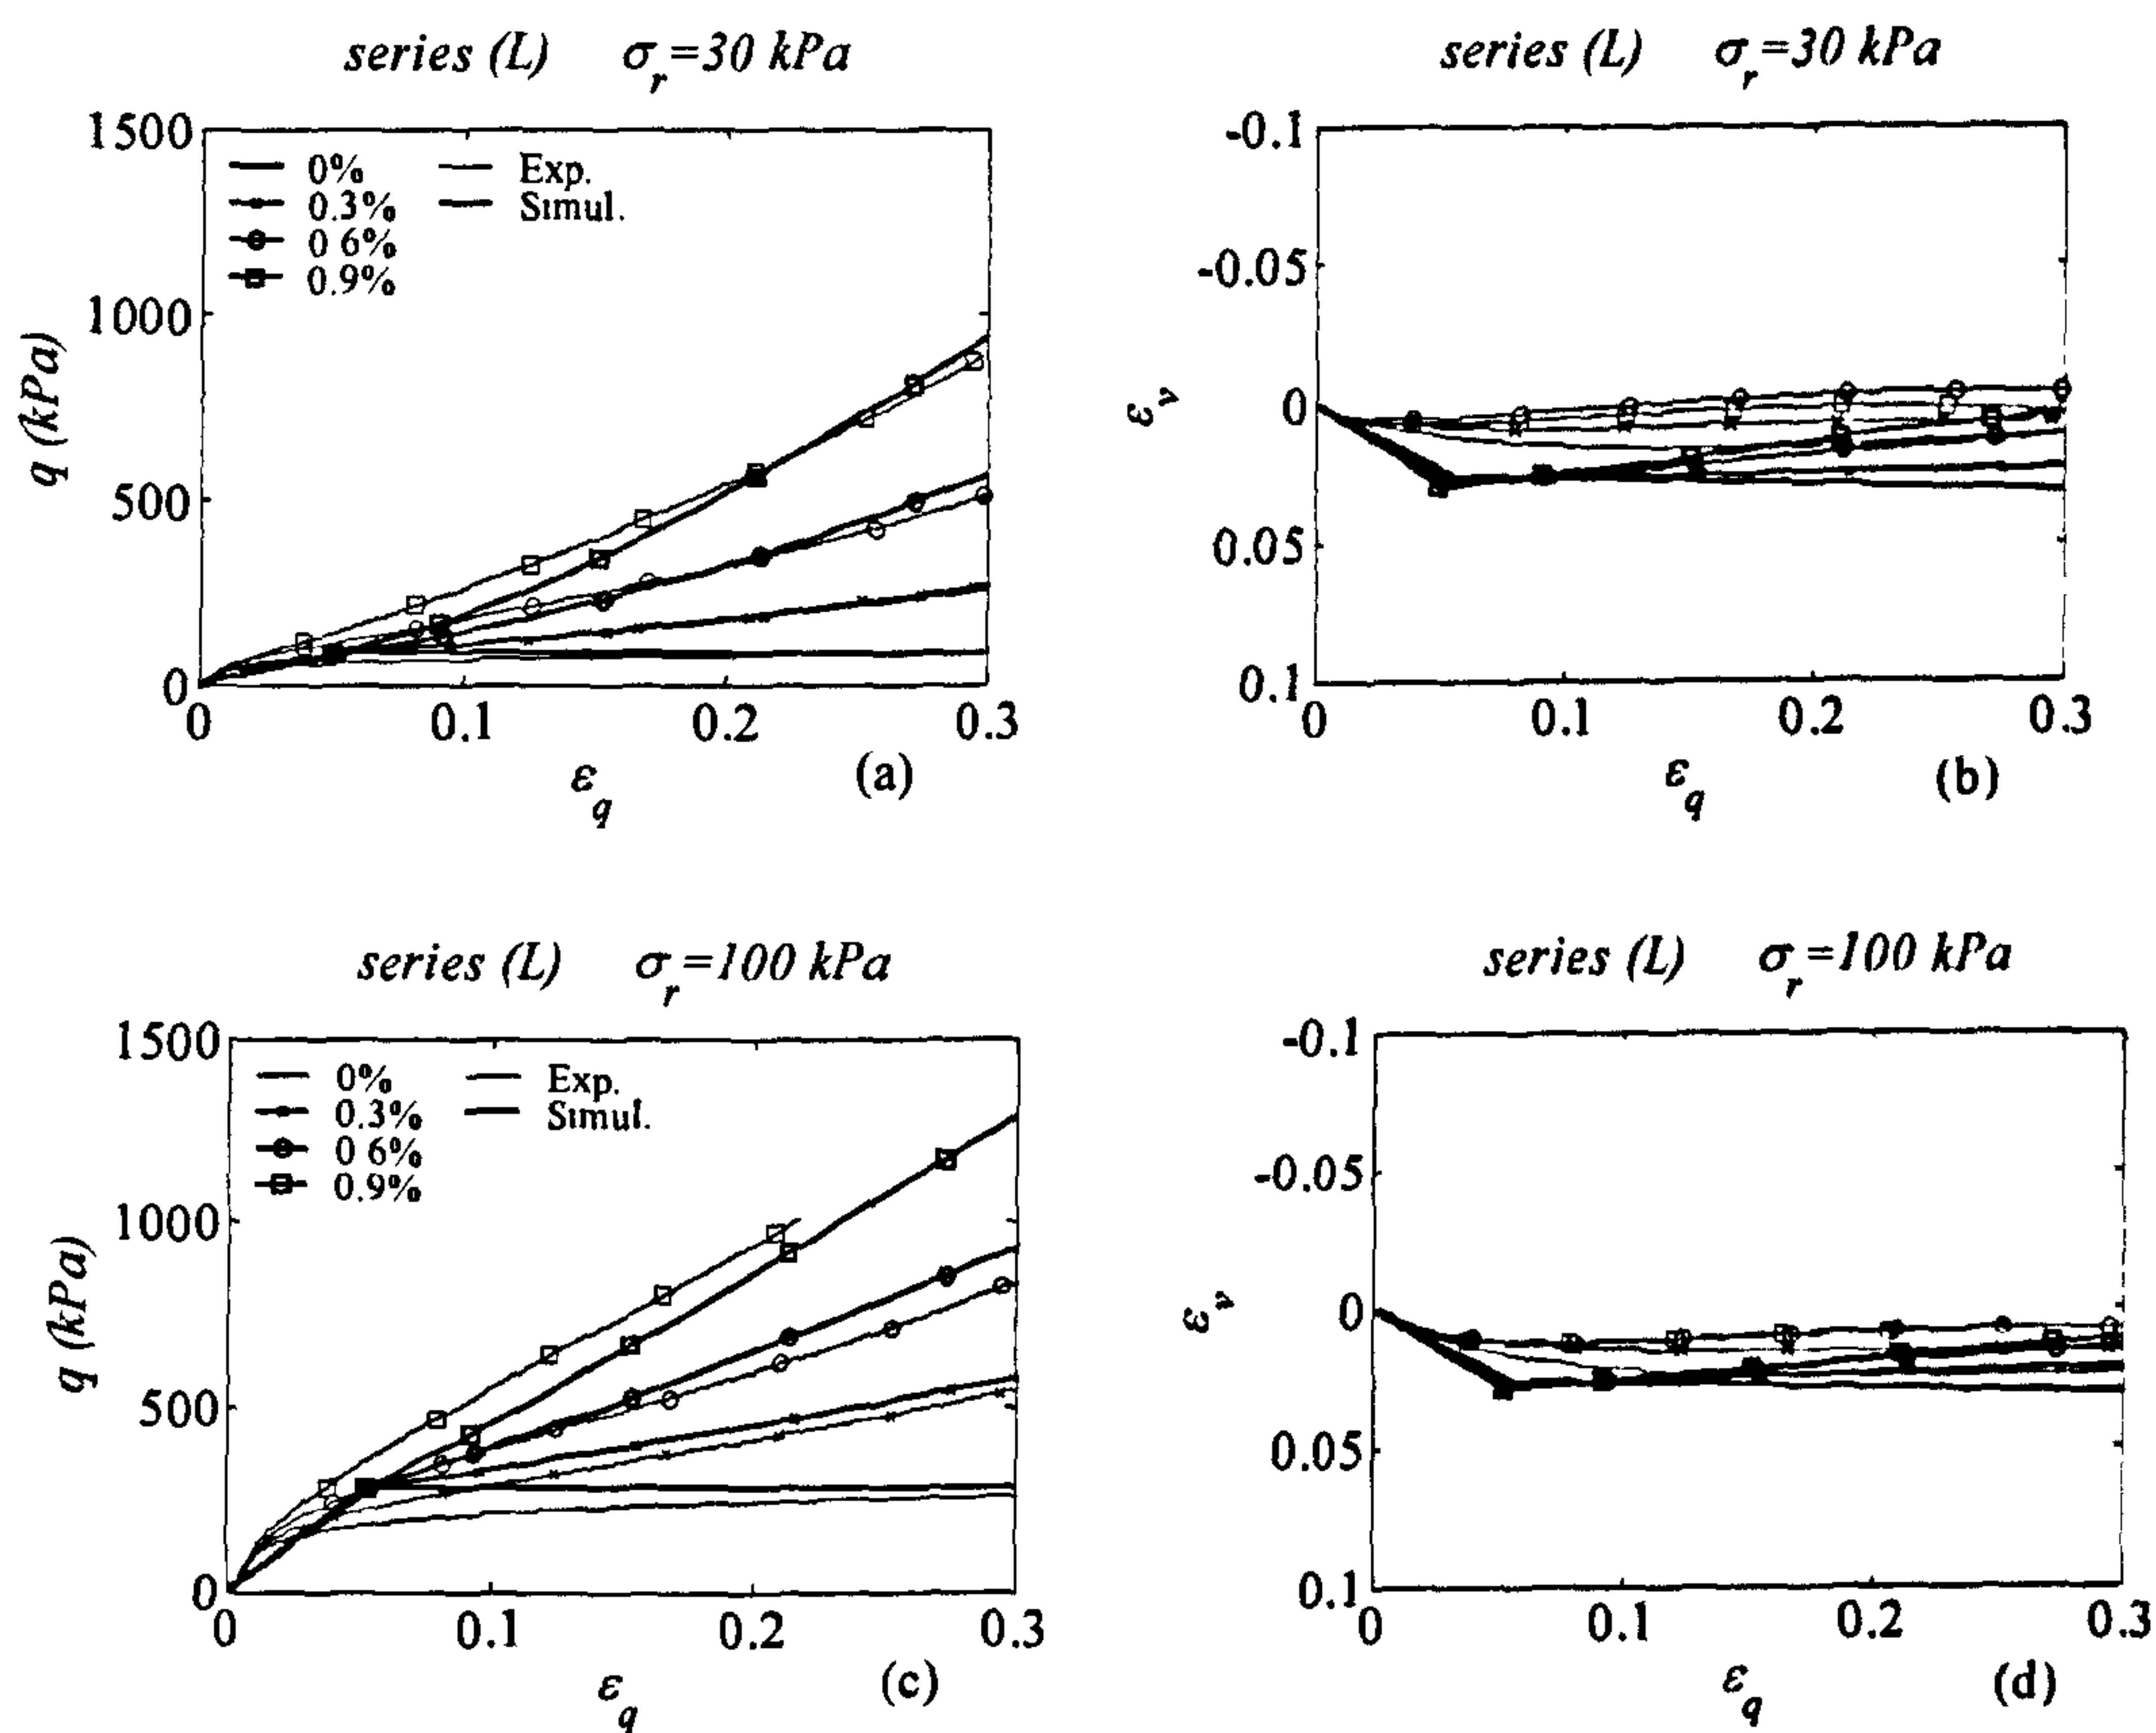 series (L) σr=30 kPa
1500
1000
500
0
q (kPa)
0% Exp.
0.3% Simul.
0 6%
0.9%
0 0.1 0.2 0.3
εq (a)
series (L) σr=30 kPa
-0.1
-0.05
0
0.05
0.1
εv
0 0.1 0.2 0.3
εq (b)
series (L) σr=100 kPa
1500
1000
500
0
q (kPa)
0% Exp.
0.3% Simul.
0 6%
0.9%
0 0.1 0.2 0.3
εq (c)
series (L) σr=100 kPa
-0.1
-0.05
0
0.05
0.1
εv
0 0.1 0.2 0.3
εq (d)